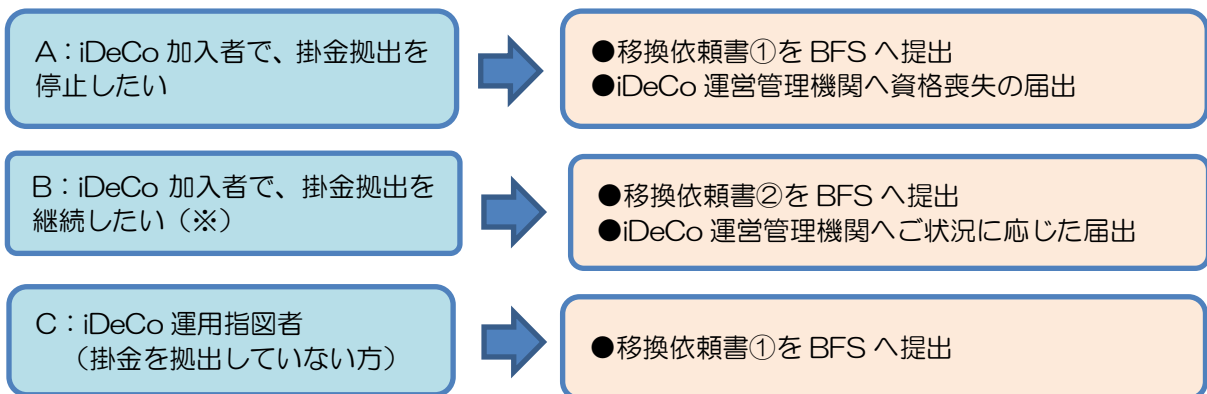 A：iDeCo 加入者で、掛金拠出を
停止したい
●移換依頼書①を BFS へ提出
●iDeCo 運営管理機関へ資格喪失の届出
B：iDeCo 加入者で、掛金拠出を
継続したい（※）
●移換依頼書②を BFS へ提出
●iDeCo 運営管理機関へご状況に応じた届出
C：iDeCo 運用指図者
（掛金を拠出していない方）
●移換依頼書①を BFS へ提出